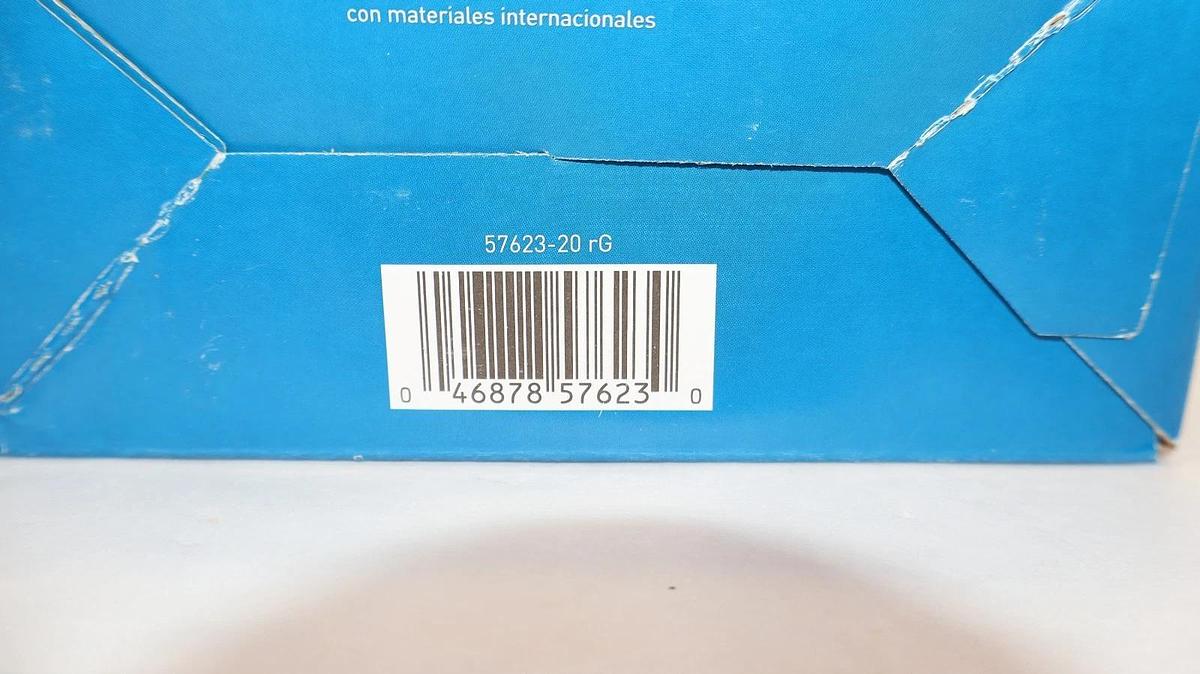 con materiales internacionales
57623-20 rG
0 46878 57623 0